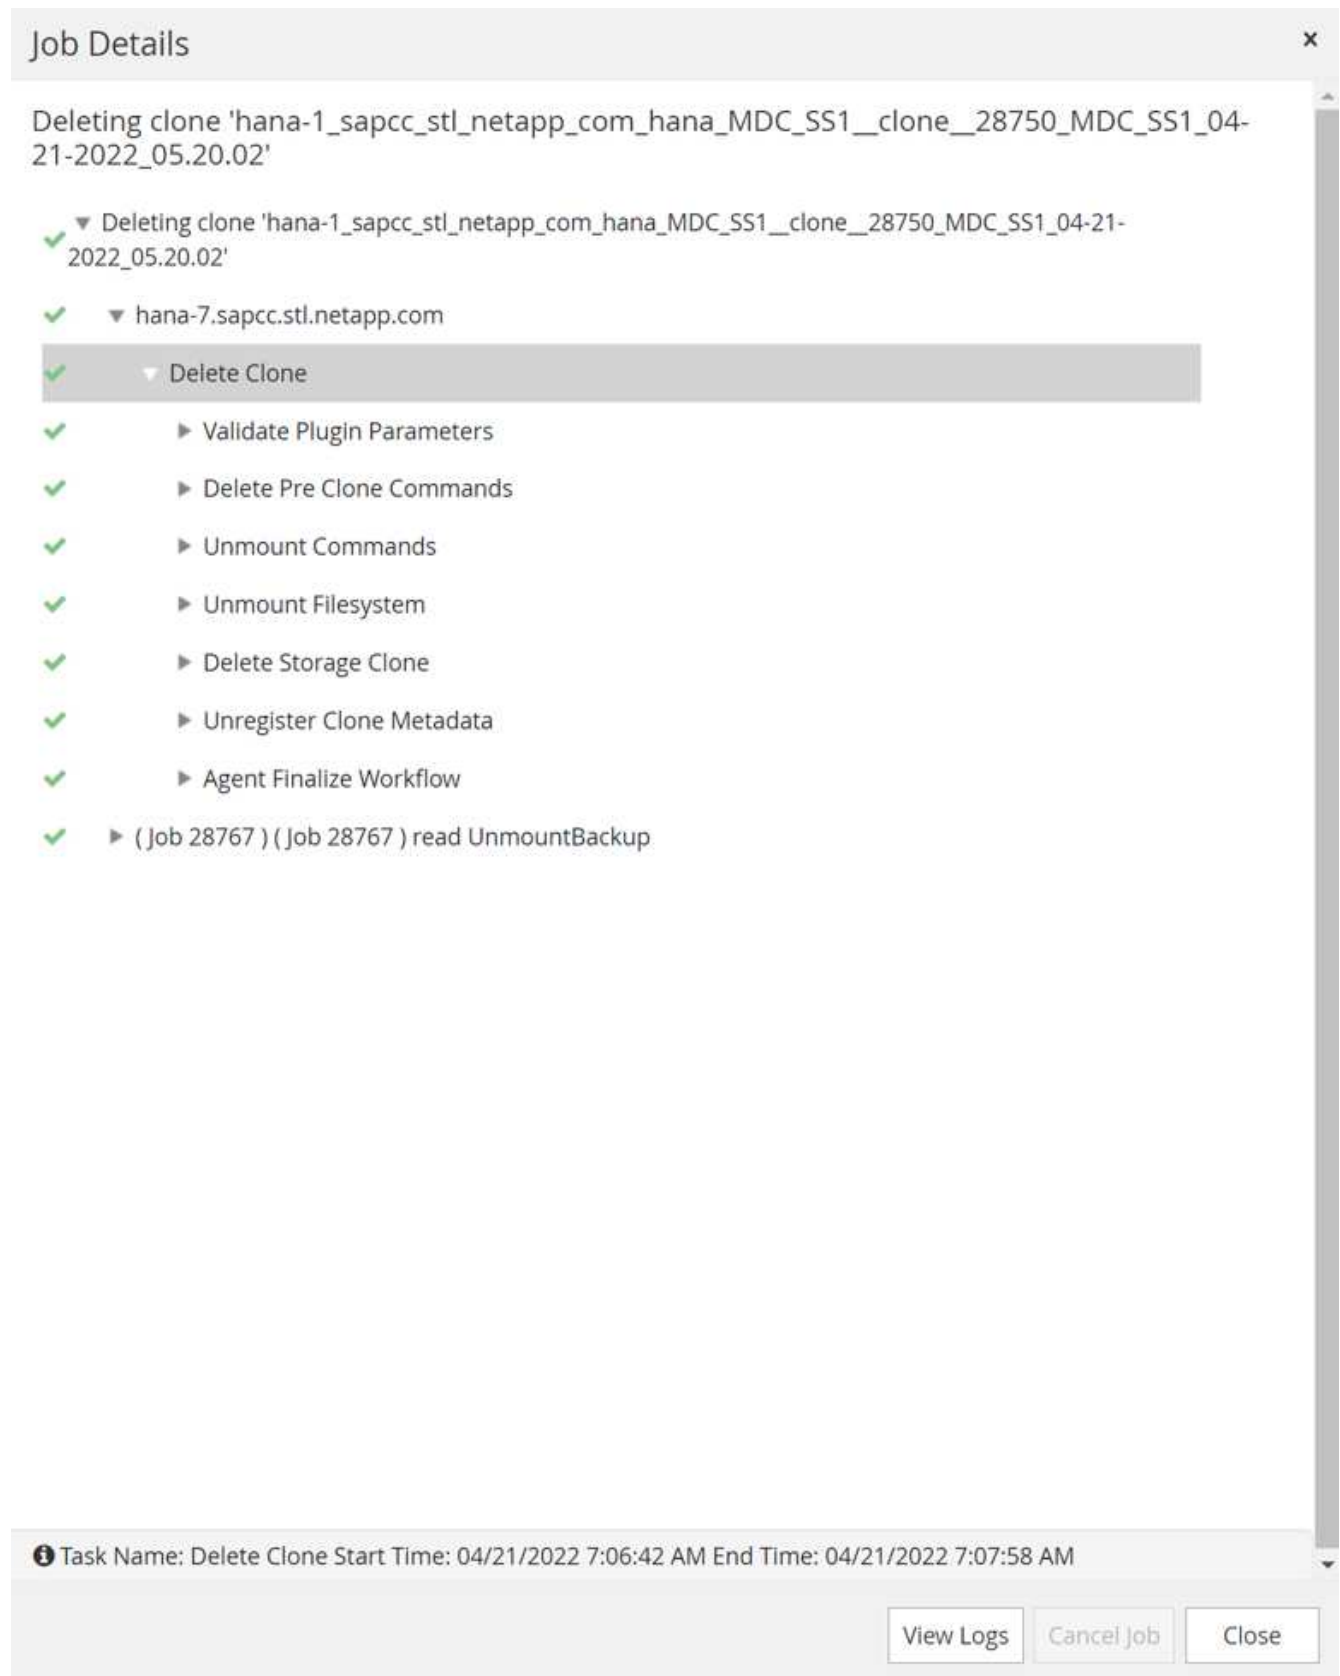 Job Details
Deleting clone 'hana-1_sapcc_stl_netapp_com_hana_MDC_SS1__clone__28750_MDC_SS1_04-
21-2022_05.20.02'
Deleting clone 'hana-1_sapcc_stl_netapp_com_hana_MDC_SS1__clone__28750_MDC_SS1_04-21-
2022_05.20.02'
hana-7.sapcc.stl.netapp.com
Delete Clone
Validate Plugin Parameters
Delete Pre Clone Commands
Unmount Commands
Unmount Filesystem
Delete Storage Clone
Unregister Clone Metadata
Agent Finalize Workflow
( Job 28767 ) ( Job 28767 ) read UnmountBackup
Task Name: Delete Clone Start Time: 04/21/2022 7:06:42 AM End Time: 04/21/2022 7:07:58 AM
View Logs Cancel Job Close